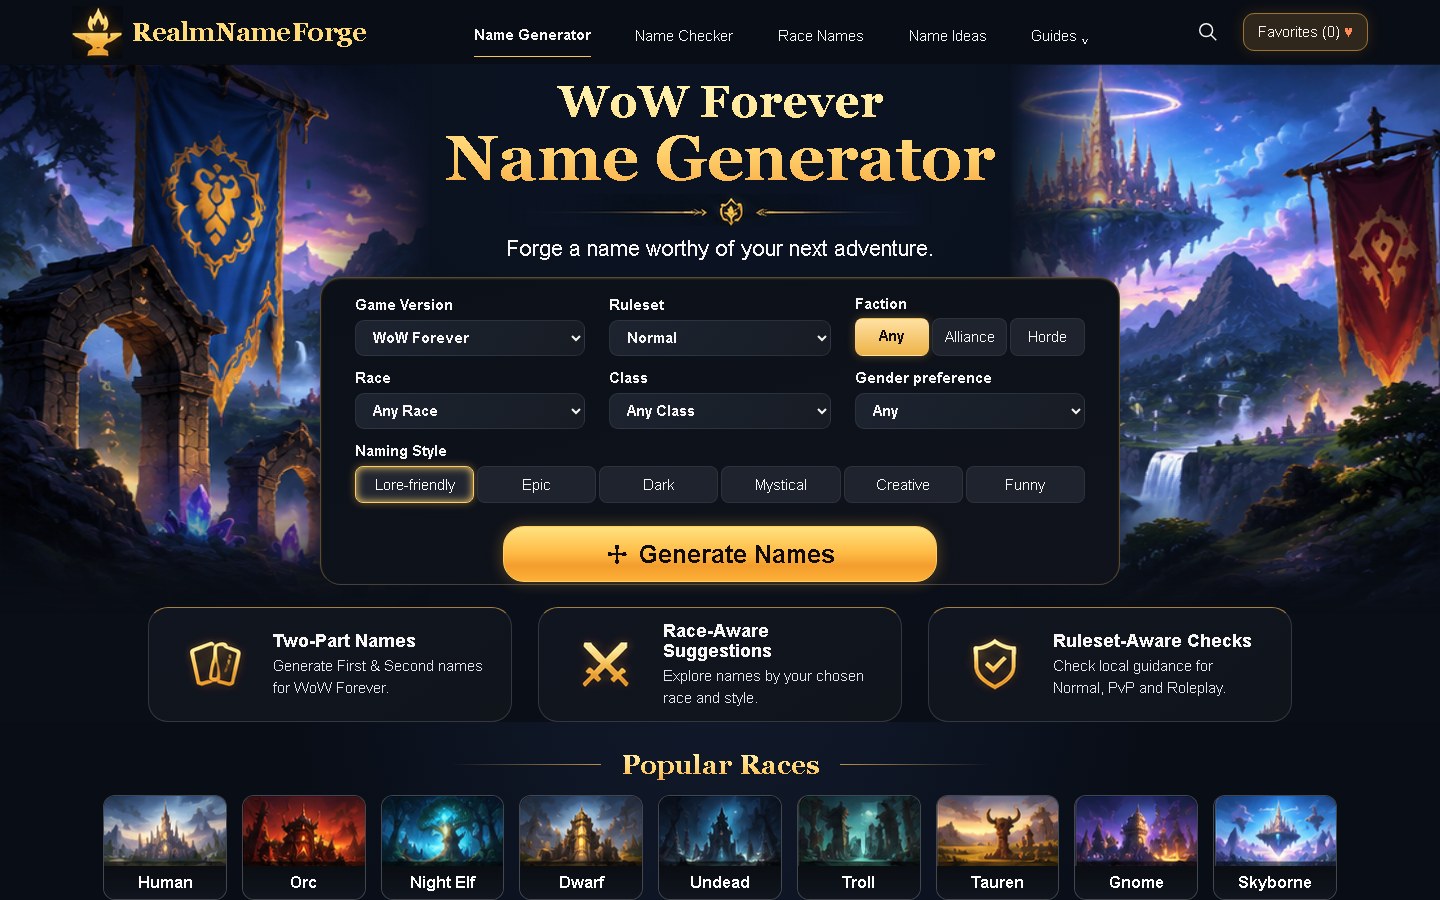 RealmNameForge
Name Generator
Name Checker
Race Names
Name Ideas
Guides v
Favorites (0) ♥
WoW Forever
Name Generator
Forge a name worthy of your next adventure.
Game Version
Ruleset
Faction
WoW Forever
Normal
Any
Alliance
Horde
Race
Class
Gender preference
Any Race
Any Class
Any
Naming Style
Lore-friendly
Epic
Dark
Mystical
Creative
Funny
Generate Names
Two-Part Names
Generate First & Second names
for WoW Forever.
Race-Aware
Suggestions
Explore names by your chosen
race and style.
Ruleset-Aware Checks
Check local guidance for
Normal, PvP and Roleplay.
Popular Races
Human
Orc
Night Elf
Dwarf
Undead
Troll
Tauren
Gnome
Skyborne